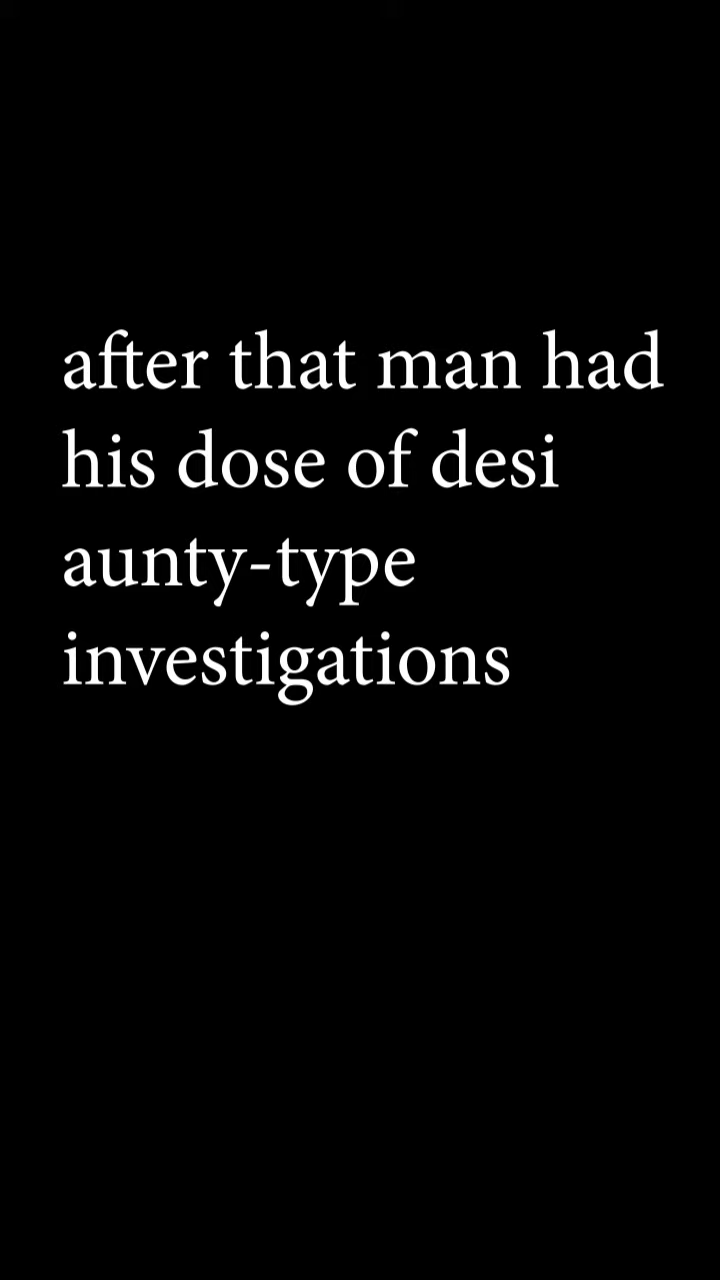 after that man had
his dose of desi
aunty-type
investigations